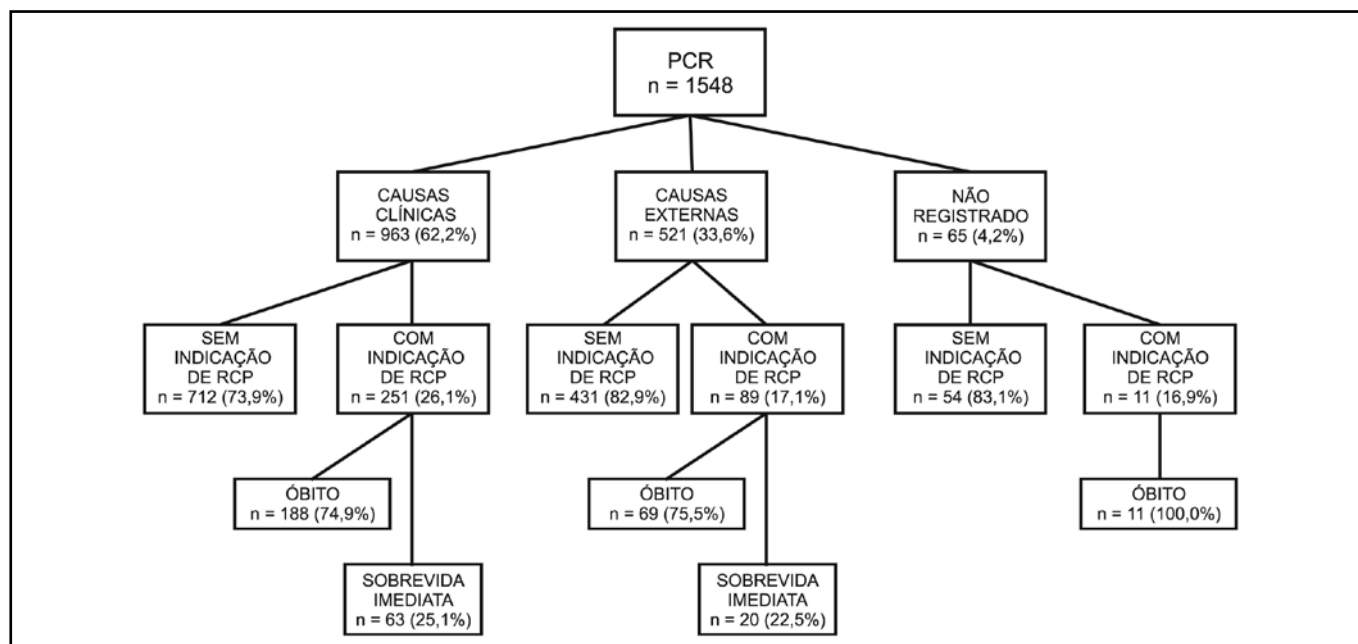 PCR
n = 1548
CAUSAS
CLÍNICAS
n = 963 (62,2%)
CAUSAS
EXTERNAS
n = 521 (33,6%)
NÃO
REGISTRADO
n = 65 (4,2%)
SEM
INDICAÇÃO
DE RCP
n = 712 (73,9%)
COM
INDICAÇÃO
DE RCP
n = 251 (26,1%)
SEM
INDICAÇÃO
DE RCP
n = 431 (82,9%)
COM
INDICAÇÃO
DE RCP
n = 89 (17,1%)
SEM
INDICAÇÃO
DE RCP
n = 54 (83,1%)
COM
INDICAÇÃO
DE RCP
n = 11 (16,9%)
ÓBITO
n = 188 (74,9%)
ÓBITO
n = 69 (75,5%)
ÓBITO
n = 11 (100,0%)
SOBREVIDA
IMEDIATA
n = 63 (25,1%)
SOBREVIDA
IMEDIATA
n = 20 (22,5%)